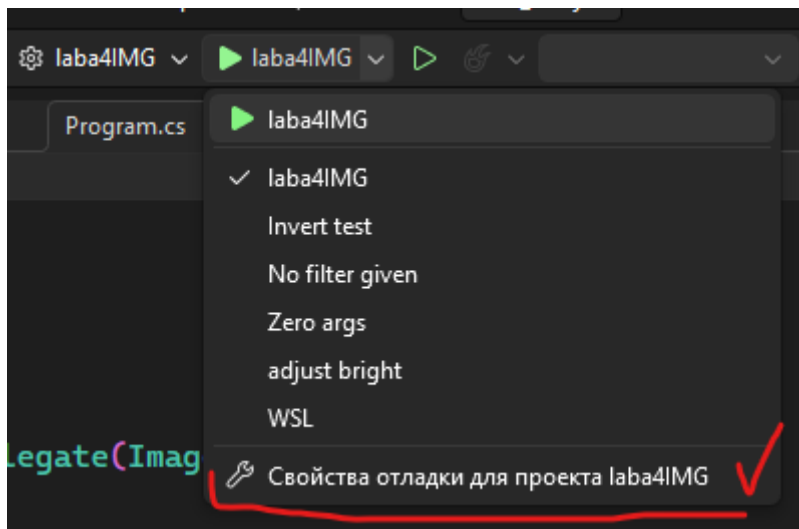 laba4IMG laba4IMG
Program.cs
laba4IMG
laba4IMG
Invert test
No filter given
Zero args
adjust bright
WSL
legate(Imag
Свойства отладки для проекта laba4IMG